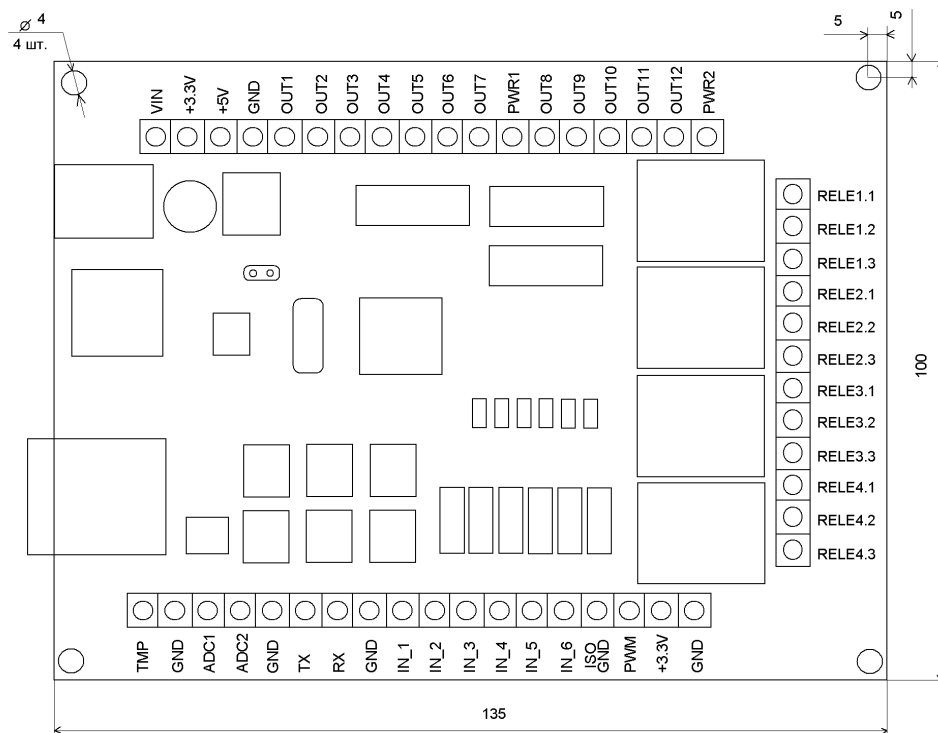 ⌀ 4
4 шт.
5
5
VIN
+3.3V
+5V
GND
OUT1
OUT2
OUT3
OUT4
OUT5
OUT6
OUT7
PWR1
OUT8
OUT9
OUT10
OUT11
OUT12
PWR2
RELE1.1
RELE1.2
RELE1.3
RELE2.1
RELE2.2
RELE2.3
RELE3.1
RELE3.2
RELE3.3
RELE4.1
RELE4.2
RELE4.3
100
TMP
GND
ADC1
ADC2
GND
TX
RX
GND
IN_1
IN_2
IN_3
IN_4
IN_5
IN_6
ISO
GND
PWM
+3.3V
GND
135